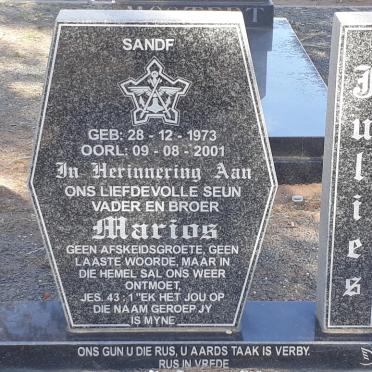 SANDF
GEB: 28 - 12 - 1973
OORL: 09 - 08 - 2001
In Herinnering Aan
ONS LIEFDEVOLLE SEUN
VADER EN BROER
Marios
GEEN AFSKEIDSGROETE, GEEN
LAASTE WOORDE, MAAR IN
DIE HEMEL SAL ONS WEER
ONTMOET,
JES. 43 : 1 "EK HET JOU OP
DIE NAAM GEROEP JY
IS MYNE
ONS GUN U DIE RUS, U AARDS TAAK IS VERBY.
RUS IN VREDE
Julies